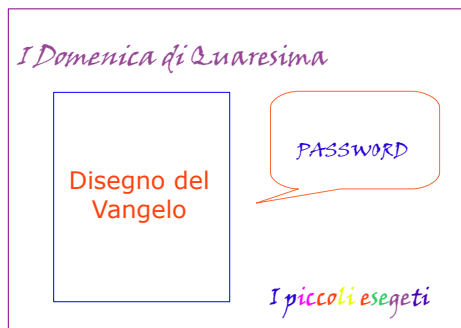 I Domenica di Quaresima
PASSWORD
Disegno del
Vangelo
I piccoli esegeti